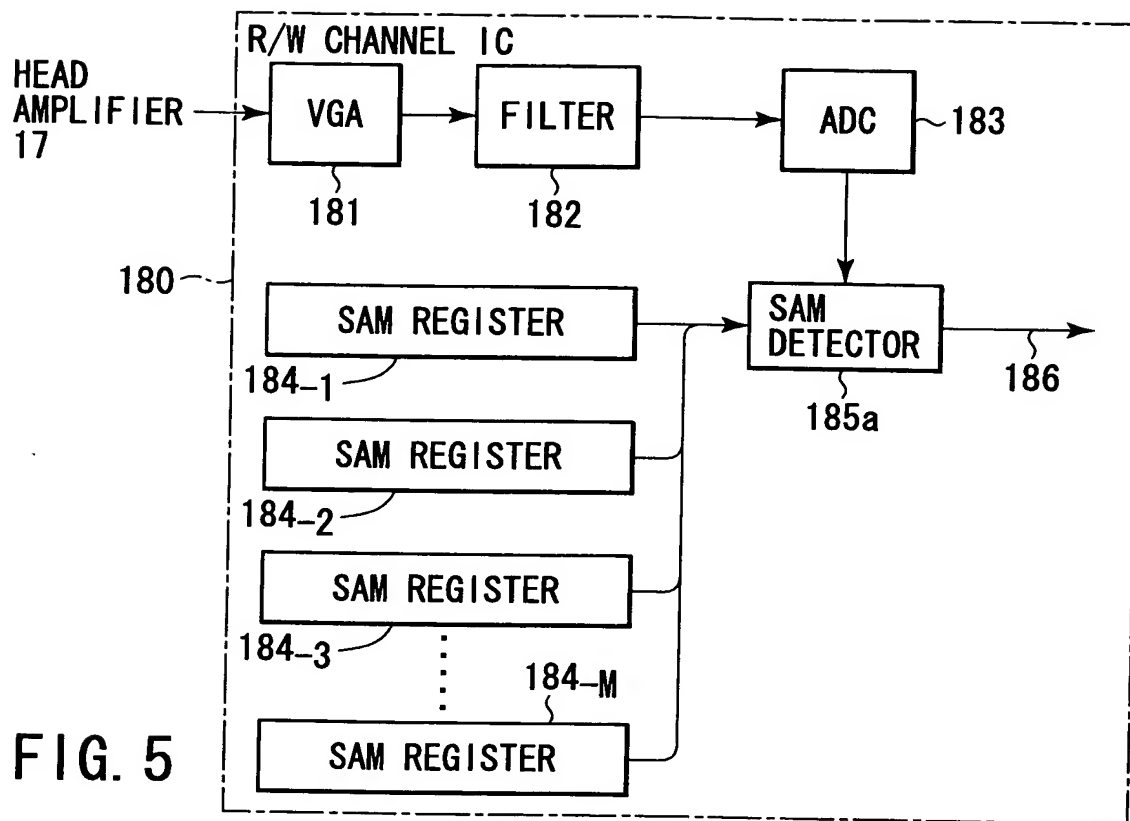 R/W CHANNEL IC
HEAD
AMPLIFIER
17
VGA
FILTER
ADC
183
181
182
180
SAM REGISTER
SAM
DETECTOR
186
184-1
185a
SAM REGISTER
184-2
SAM REGISTER
184-3
184-M
SAM REGISTER
FIG. 5